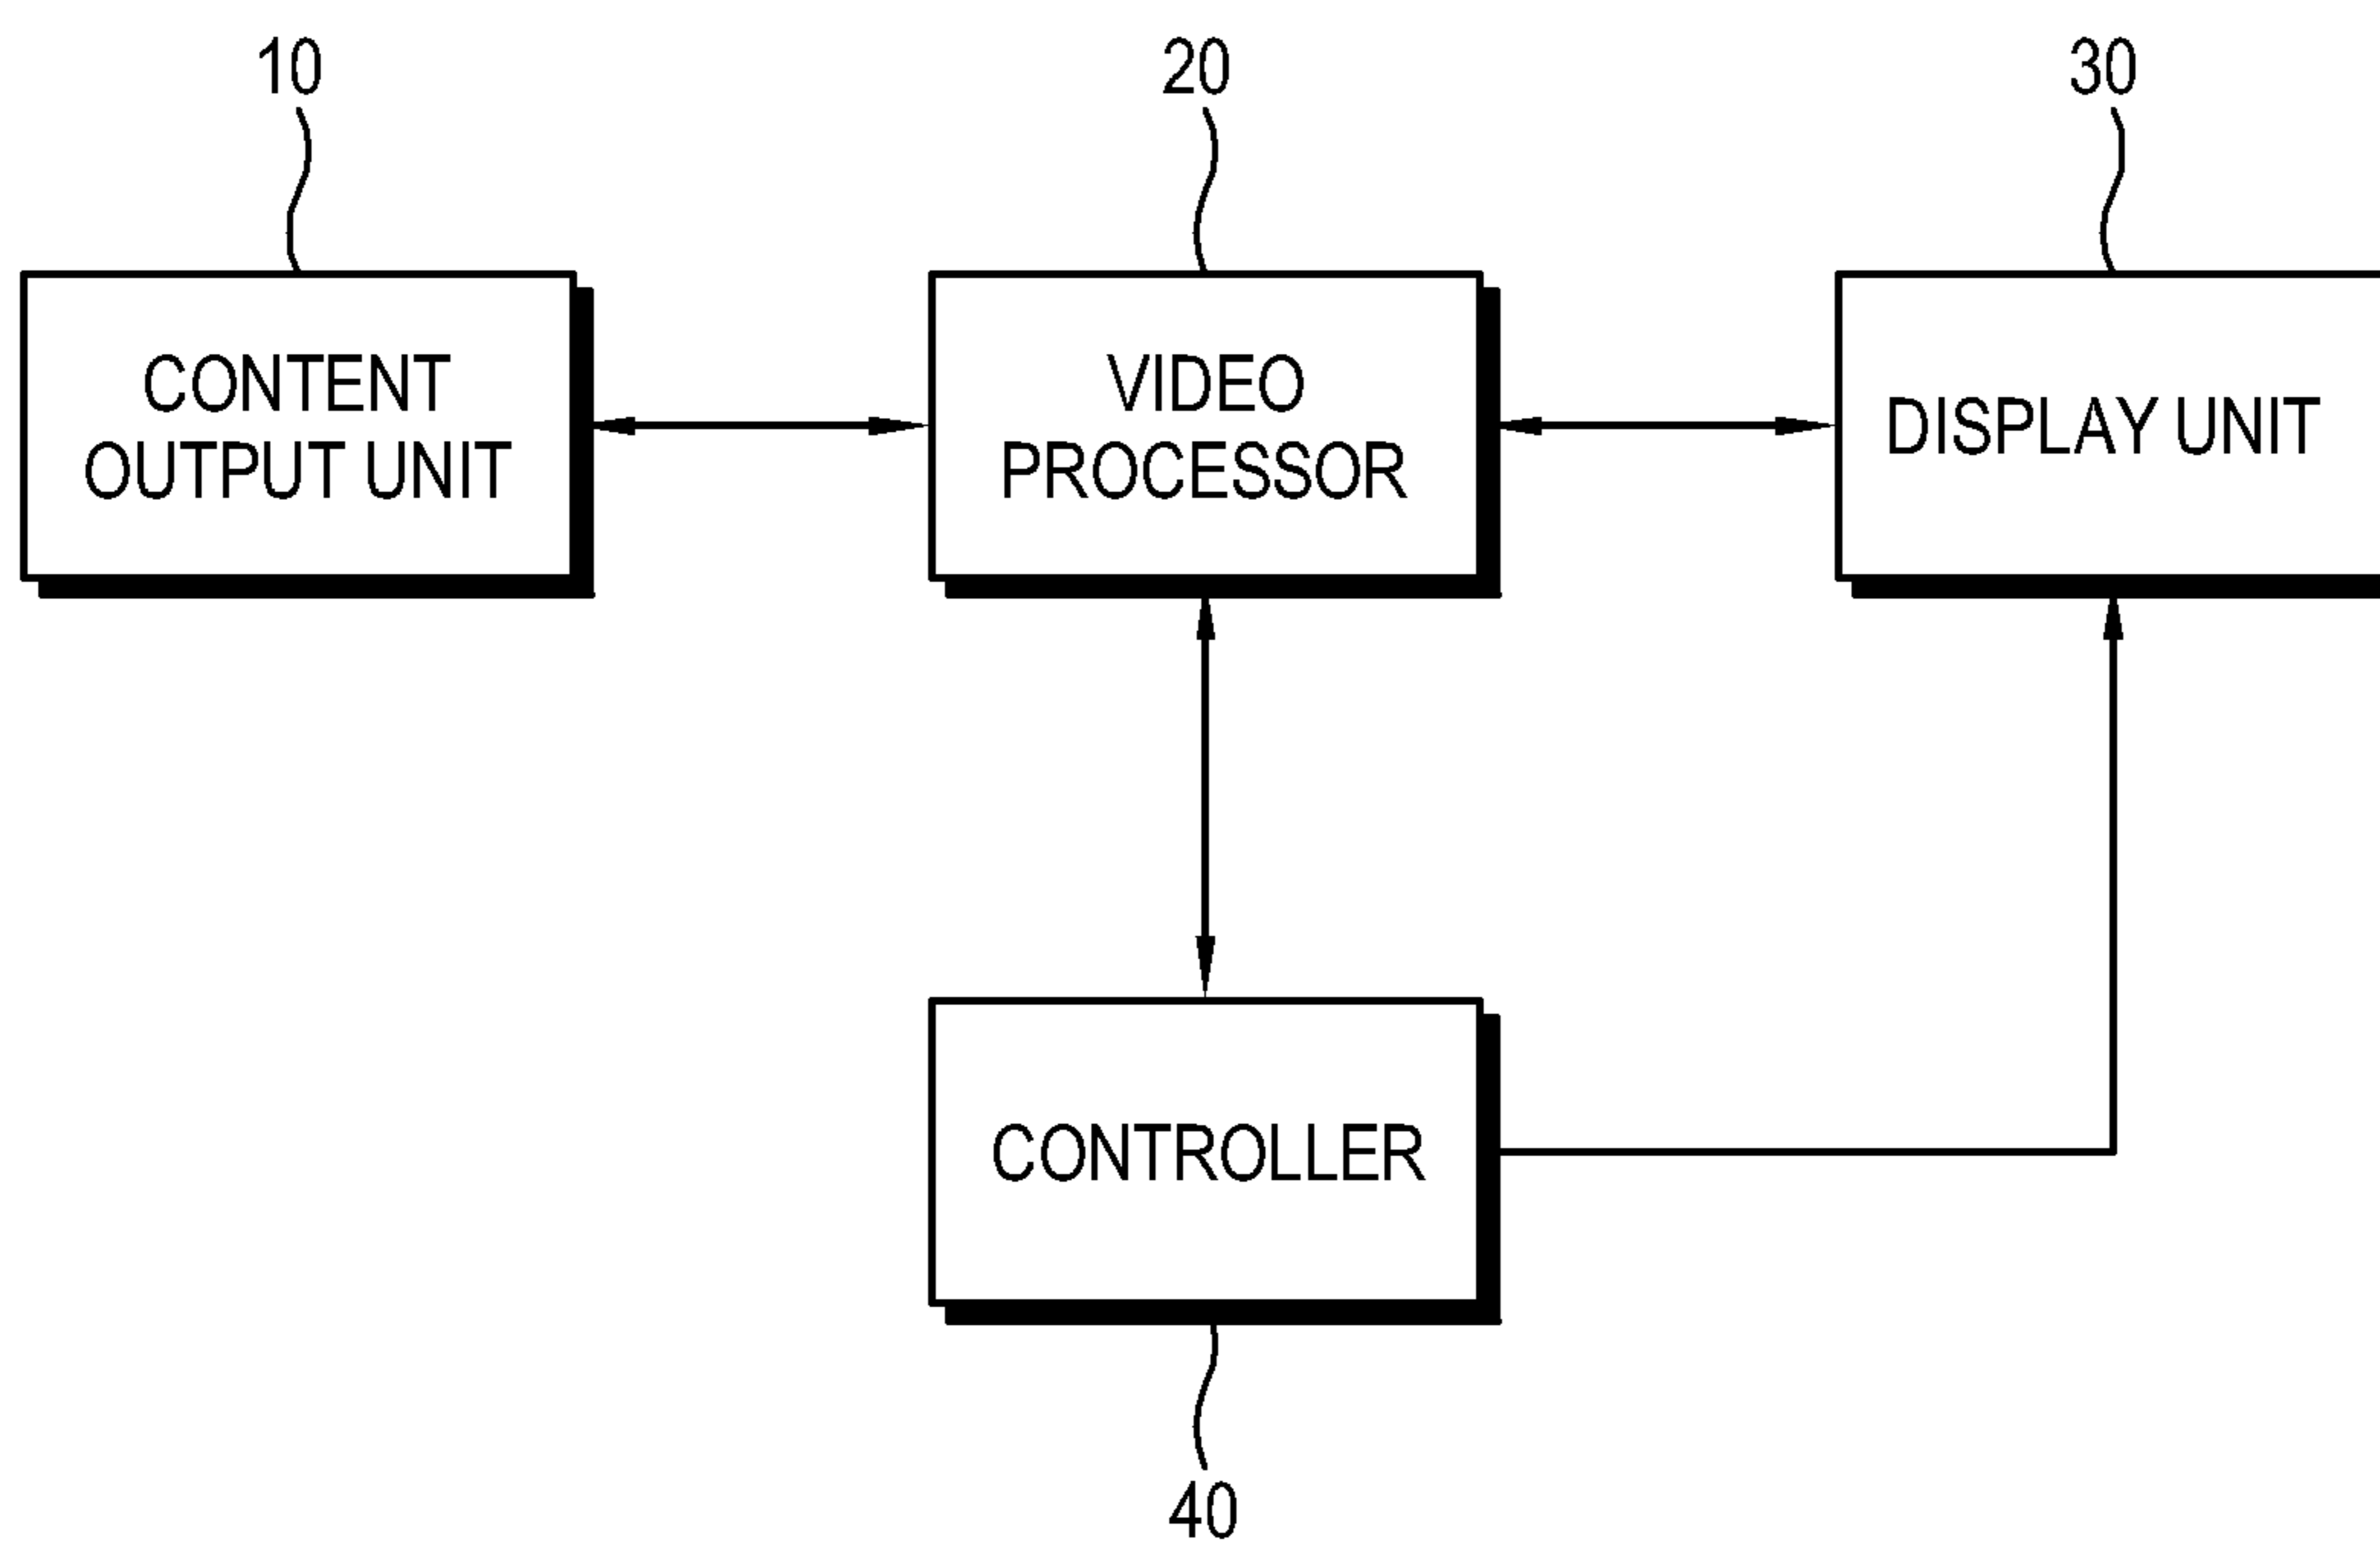 10
20
30
CONTENT
OUTPUT UNIT
VIDEO
PROCESSOR
DISPLAY UNIT
CONTROLLER
40